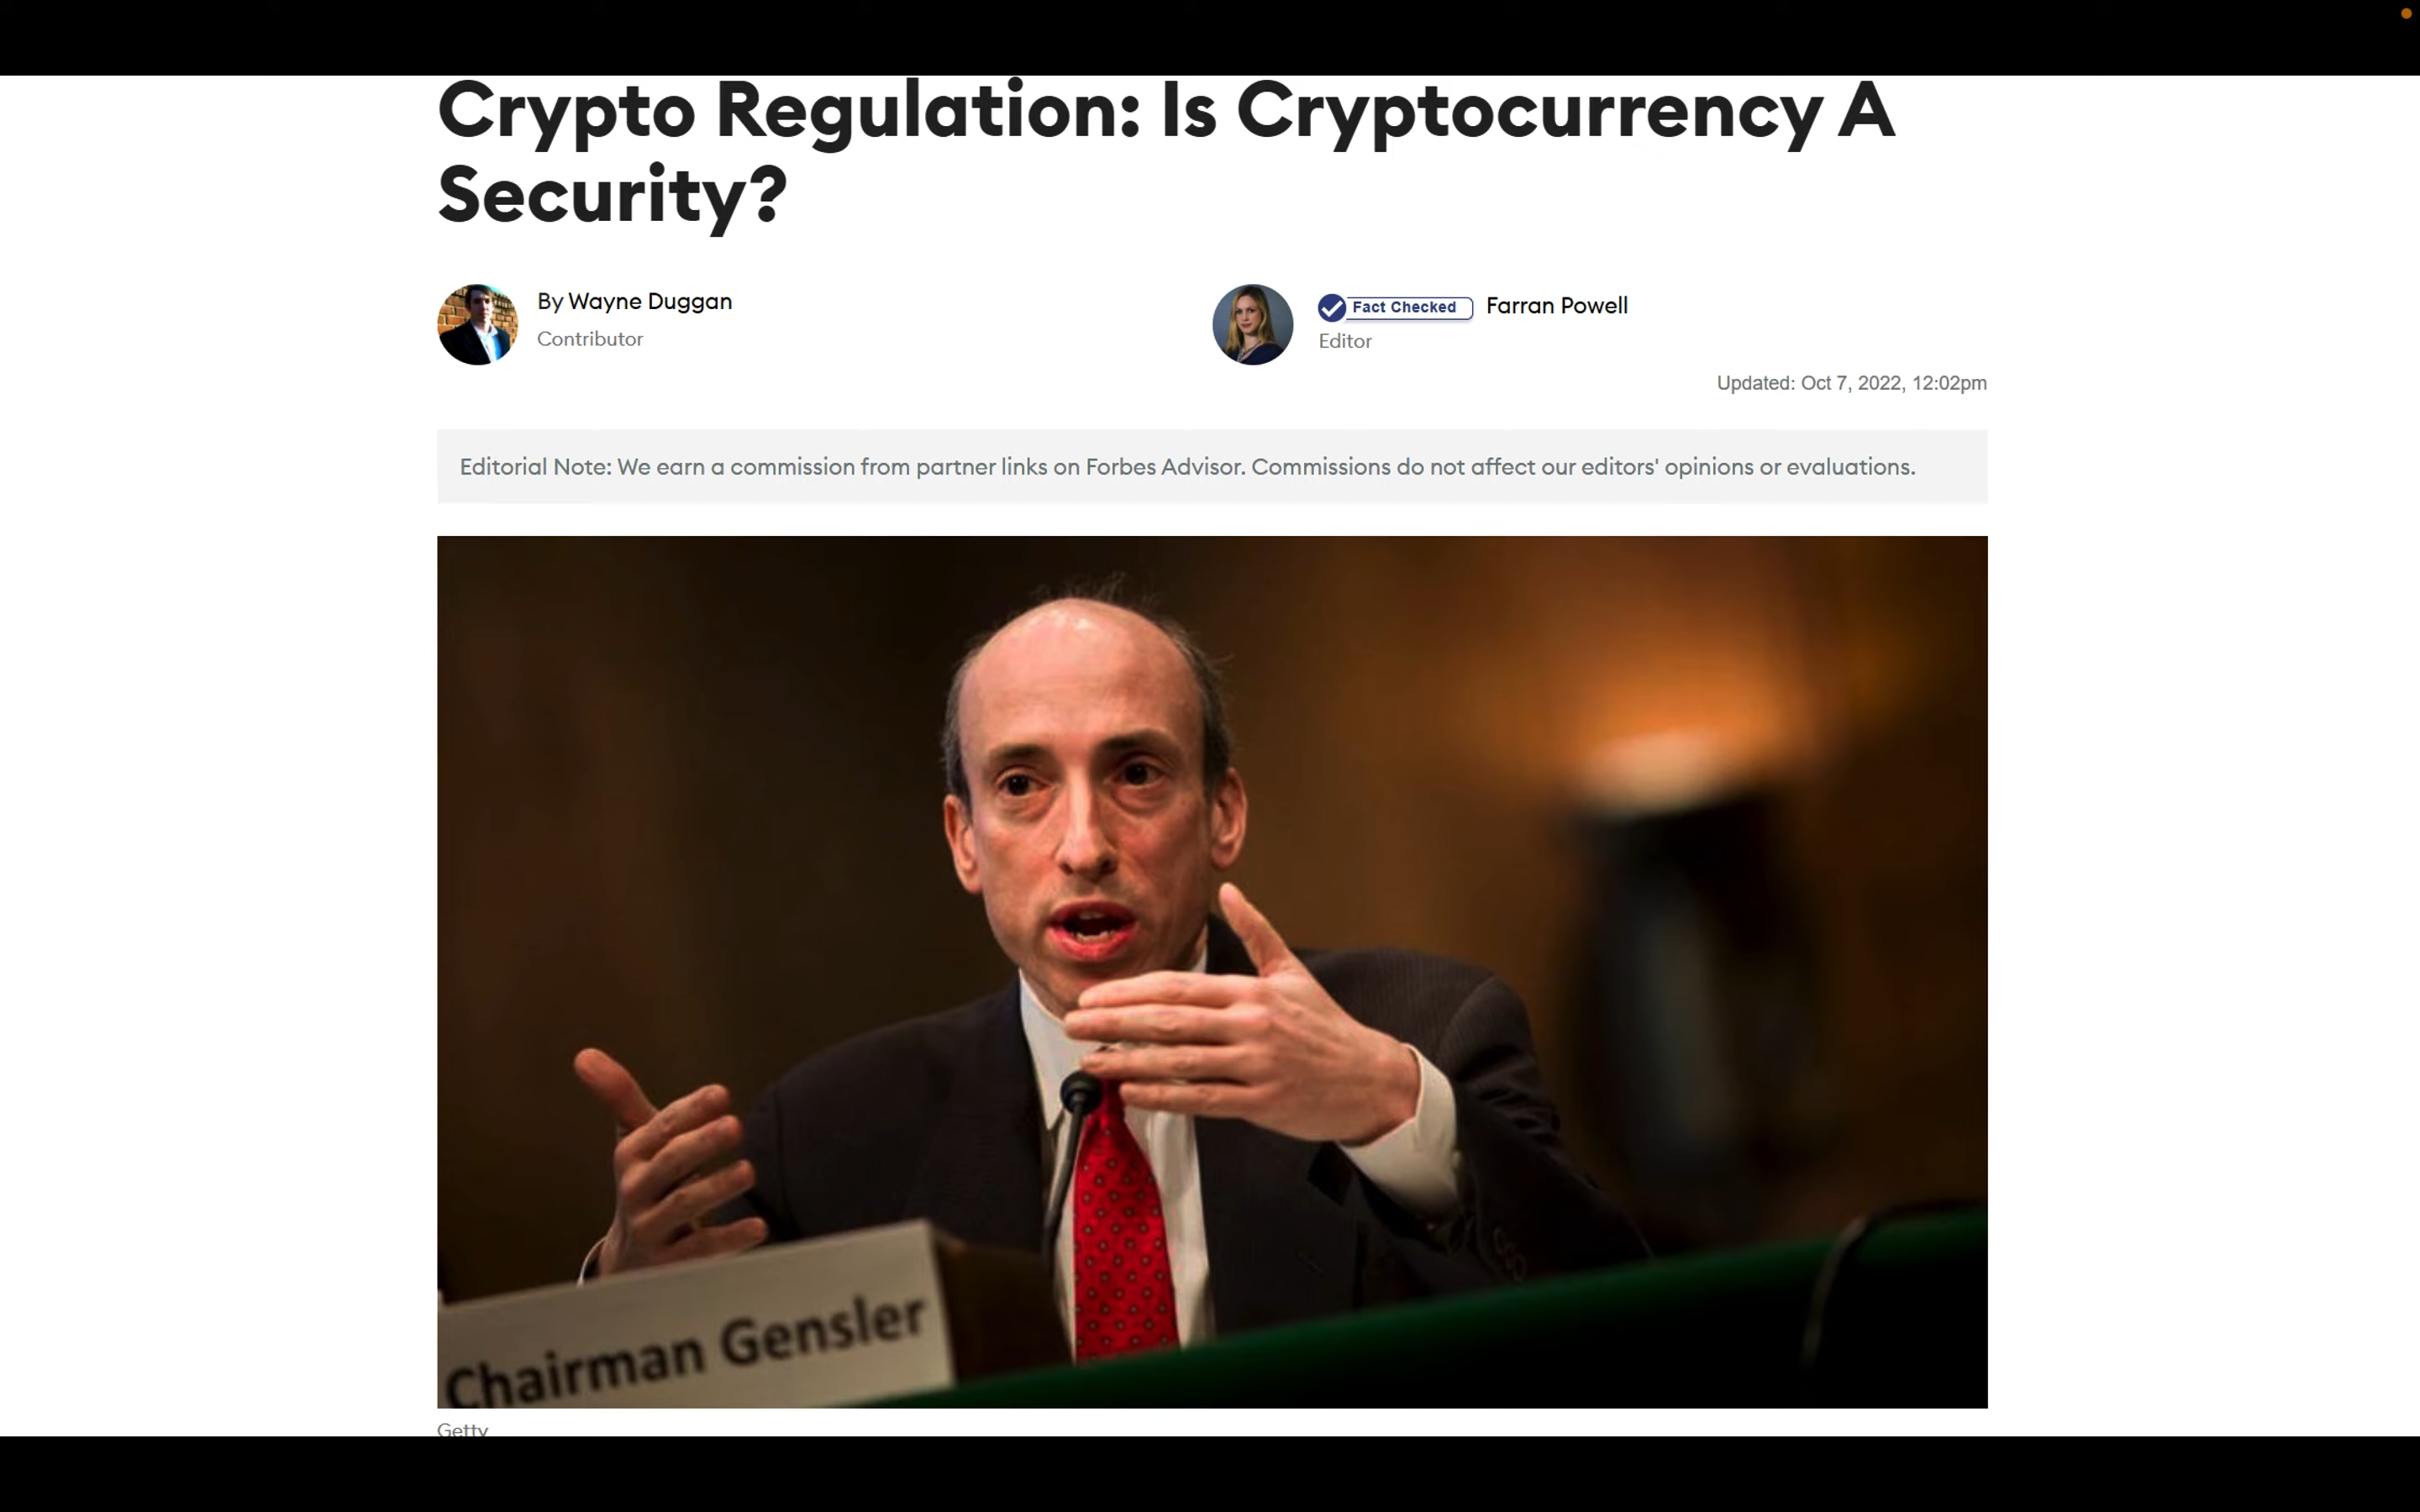 Crypto Regulation: Is Cryptocurrency A
Security?
By Wayne Duggan
Contributor
Fact Checked Farran Powell
Editor
Updated: Oct 7, 2022, 12:02pm
Editorial Note: We earn a commission from partner links on Forbes Advisor. Commissions do not affect our editors' opinions or evaluations.
Chairman Gensler
Getty